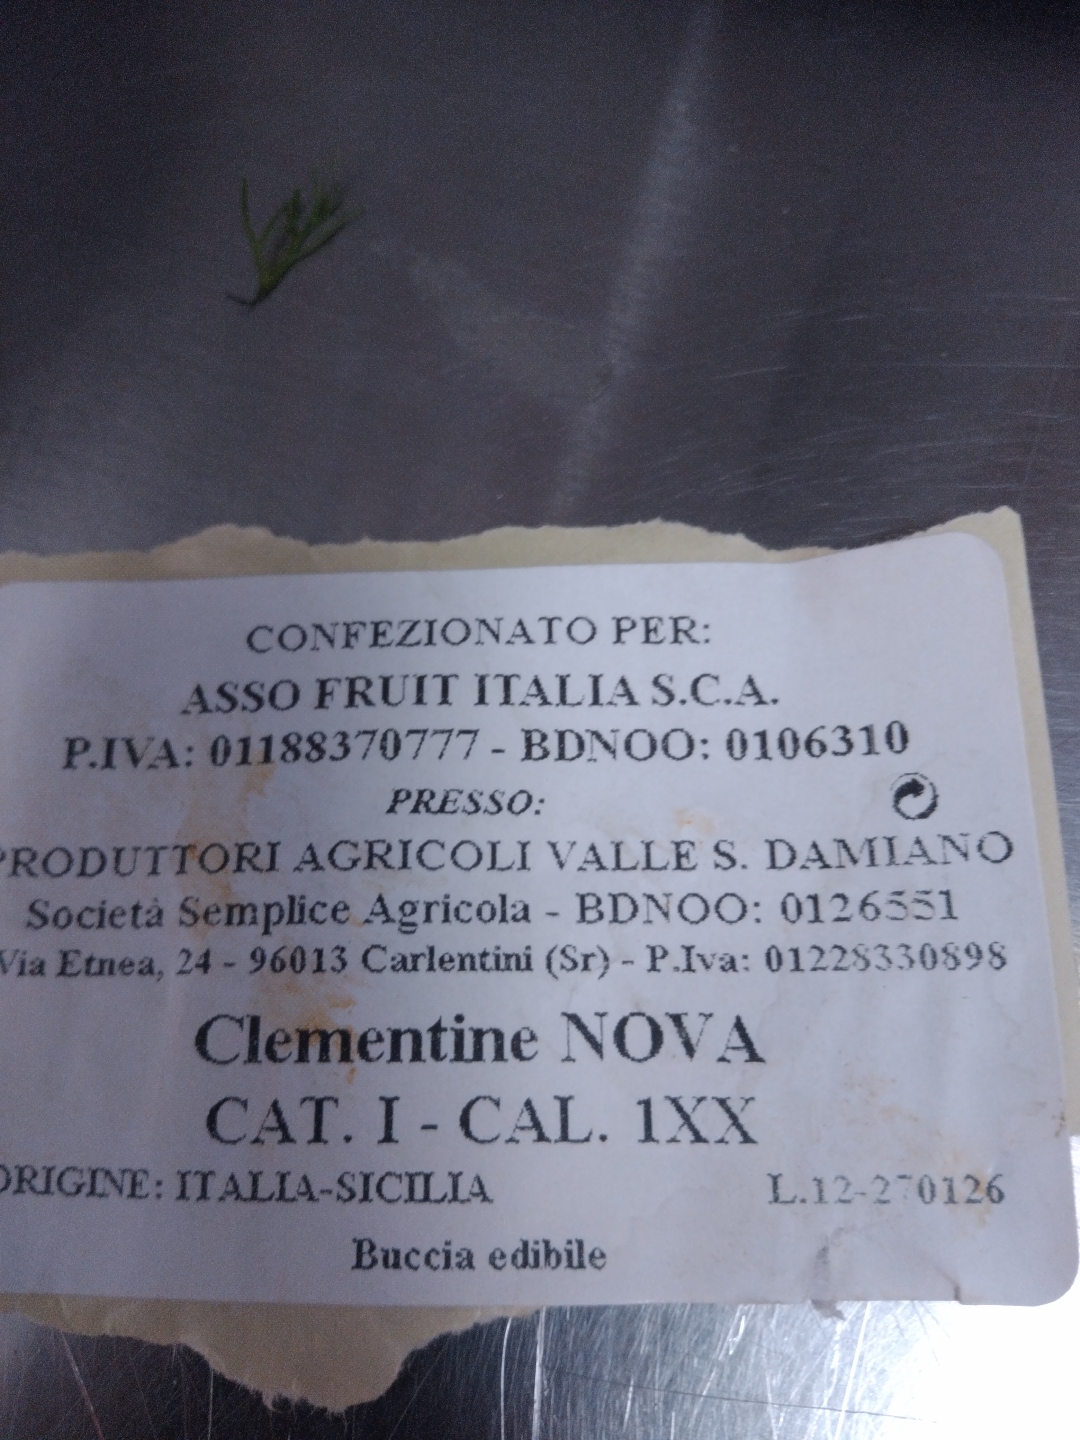 CONFEZIONATO PER:
ASSO FRUIT ITALIA S.C.A.
P.IVA: 01188370777 - BDNOO: 0106310
PRESSO:
PRODUTTORI AGRICOLI VALLE S. DAMIANO
Società Semplice Agricola - BDNOO: 0126551
Via Etnea, 24 - 96013 Carlentini (Sr) - P.Iva: 01228330898
Clementine NOVA
CAT. I - CAL. 1XX
ORIGINE: ITALIA-SICILIA L.12-270126
Buccia edibile